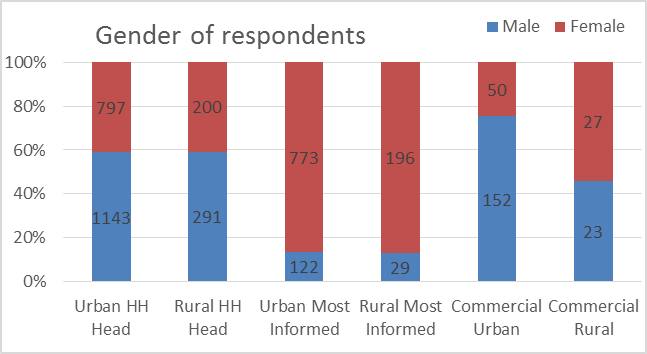 Gender of respondents
Male Female
100%
80%
60%
40%
20%
0%
797 200 773 196 50 27
1143 291 122 29 152 23
Urban HH Head
Rural HH Head
Urban Most Informed
Rural Most Informed
Commercial Urban
Commercial Rural